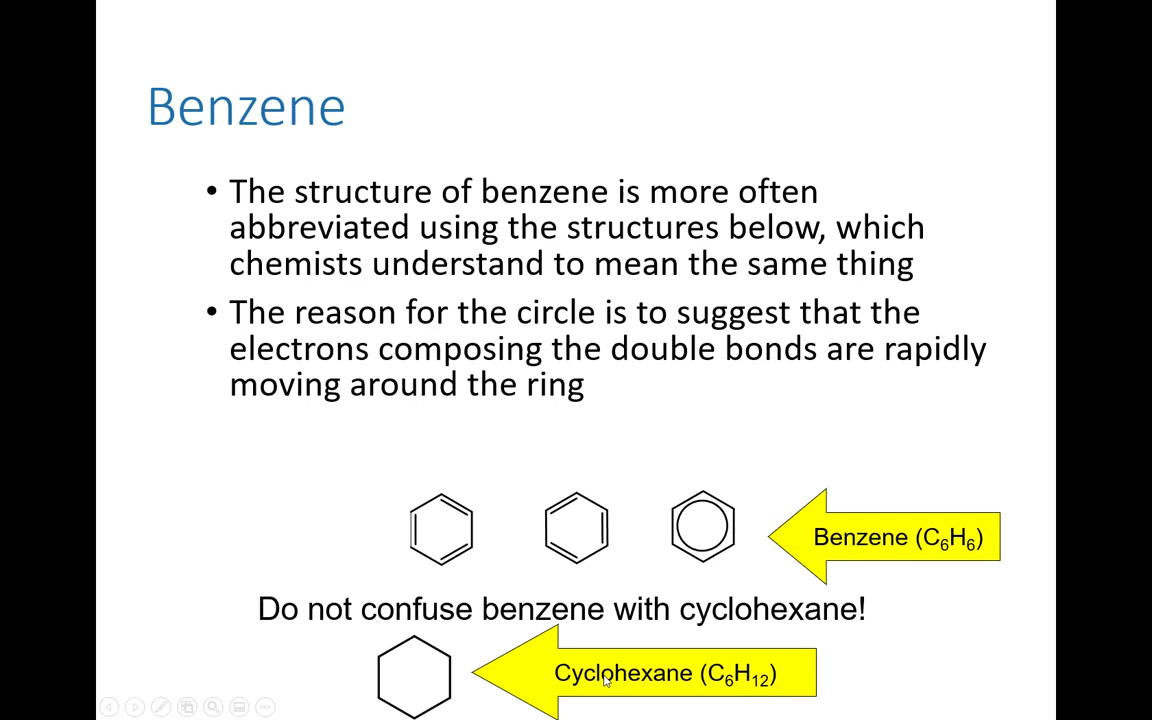 Benzene
• The structure of benzene is more often
abbreviated using the structures below, which
chemists understand to mean the same thing
• The reason for the circle is to suggest that the
electrons composing the double bonds are rapidly
moving around the ring
Benzene (C₆H₆)
Do not confuse benzene with cyclohexane!
Cyclohexane (C₆H₁₂)